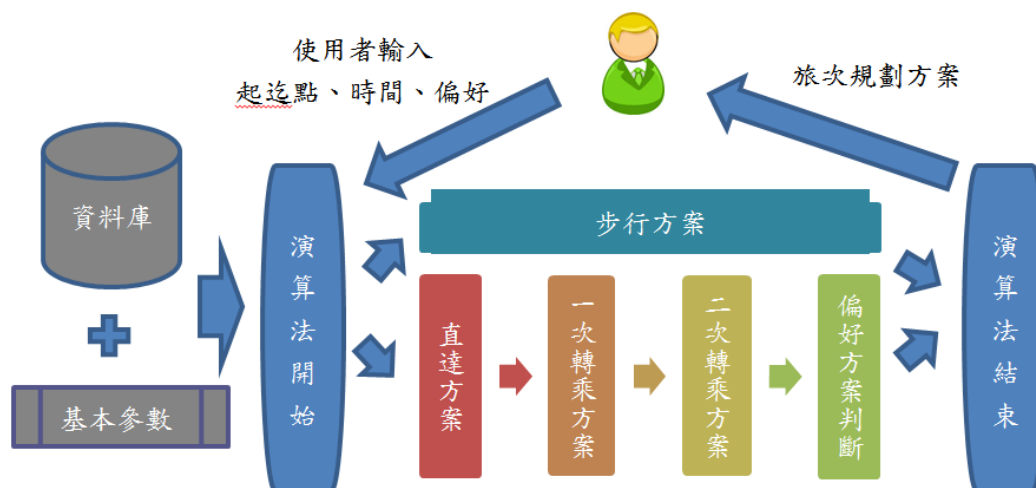 使用者輸入
起迄點、時間、偏好
旅次規劃方案
資料庫
基本參數
演算法開始
步行方案
直達方案
一次轉乘方案
二次轉乘方案
偏好方案判斷
演算法結束